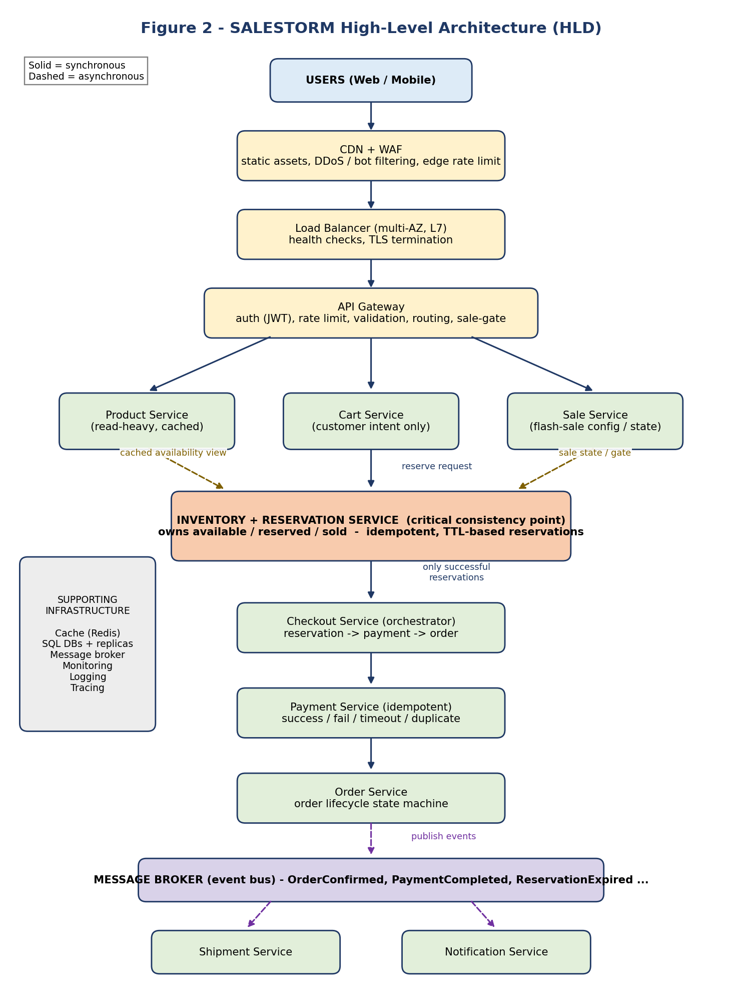 Figure 2 - SALESTORM High-Level Architecture (HLD)
Solid = synchronous
Dashed = asynchronous
USERS (Web / Mobile)
CDN + WAF
static assets, DDoS / bot filtering, edge rate limit
Load Balancer (multi-AZ, L7)
health checks, TLS termination
API Gateway
auth (JWT), rate limit, validation, routing, sale-gate
Product Service
(read-heavy, cached)
Cart Service
(customer intent only)
Sale Service
(flash-sale config / state)
cached availability view
reserve request
sale state / gate
INVENTORY + RESERVATION SERVICE  (critical consistency point)
owns available / reserved / sold  -  idempotent, TTL-based reservations
only successful
reservations
SUPPORTING
INFRASTRUCTURE
Cache (Redis)
SQL DBs + replicas
Message broker
Monitoring
Logging
Tracing
Checkout Service (orchestrator)
reservation -> payment -> order
Payment Service (idempotent)
success / fail / timeout / duplicate
Order Service
order lifecycle state machine
publish events
MESSAGE BROKER (event bus) - OrderConfirmed, PaymentCompleted, ReservationExpired ...
Shipment Service
Notification Service